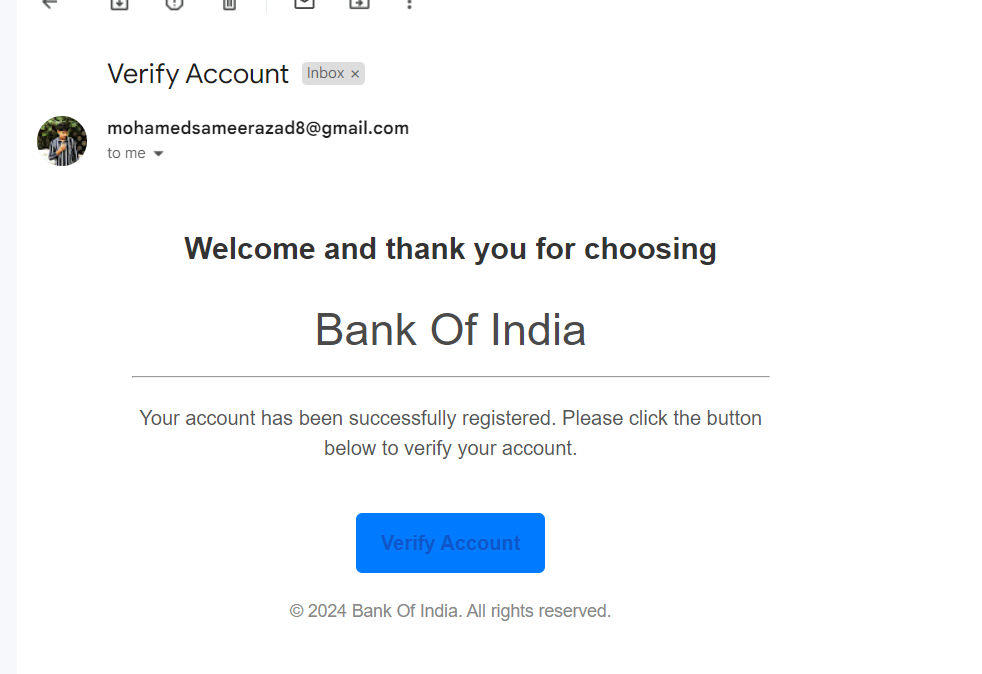 Verify Account Inbox ×
mohamedsameerazad8@gmail.com
to me
Welcome and thank you for choosing
Bank Of India
Your account has been successfully registered. Please click the button
below to verify your account.
Verify Account
© 2024 Bank Of India. All rights reserved.